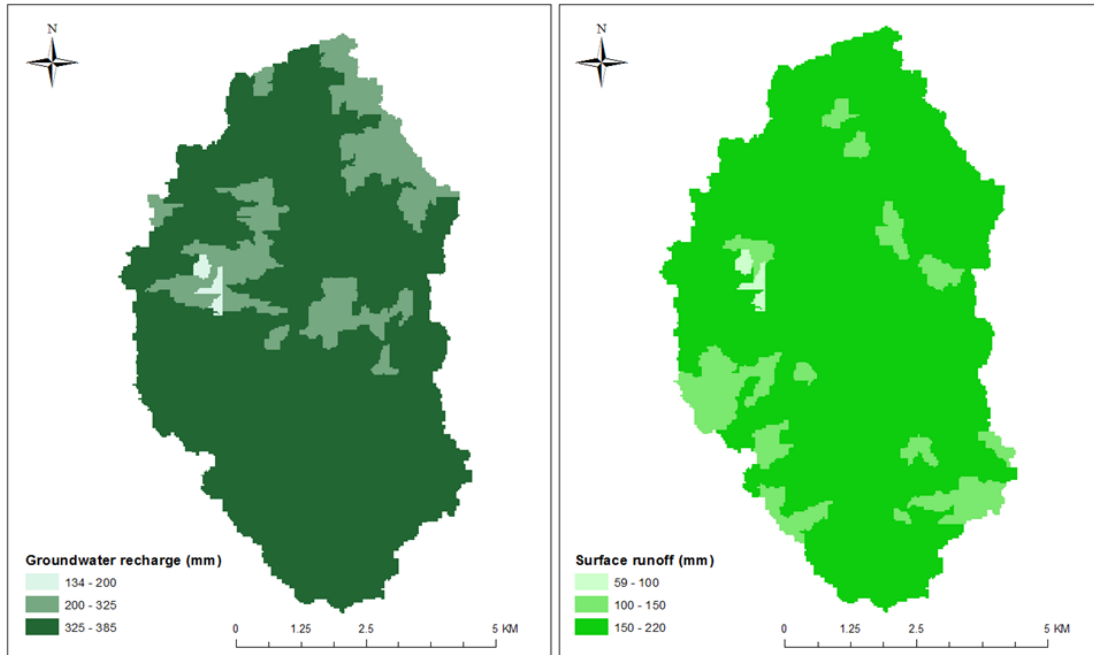 N
Groundwater recharge (mm)
134 - 200
200 - 325
325 - 385
0 1.25 2.5 5 KM
N
Surface runoff (mm)
59 - 100
100 - 150
150 - 220
0 1.25 2.5 5 KM